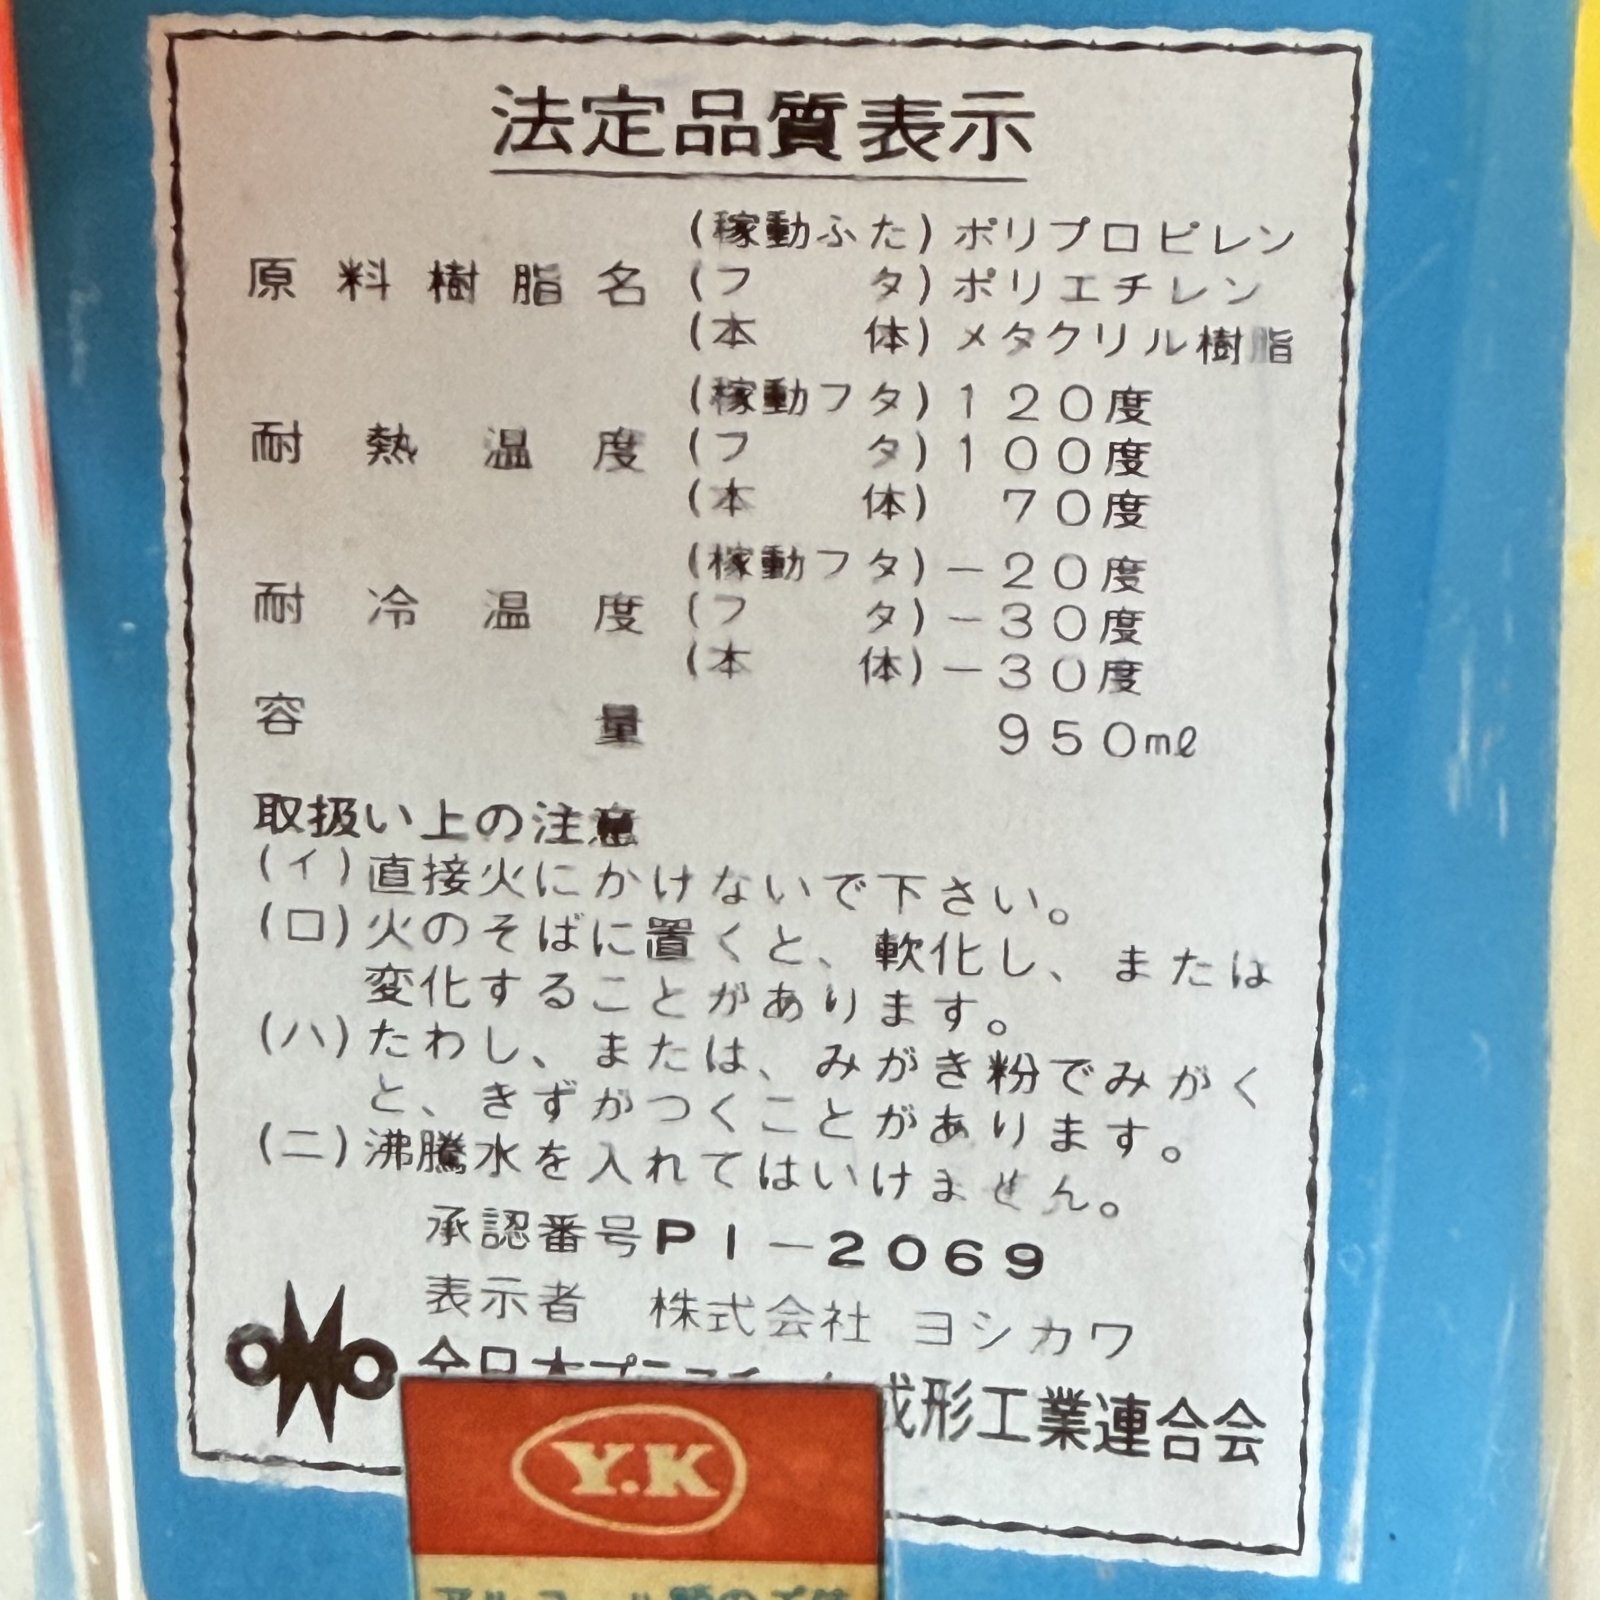 法定品質表示
原料樹脂名 (稼動ふた) ポリプロピレン
(フタ) ポリエチレン
(本体) メタクリル樹脂
耐熱温度 (稼動フタ) 120度
(フタ) 100度
(本体) 70度
耐冷温度 (稼動フタ) -20度
(フタ) -30度
(本体) -30度
容量 950ml
取扱い上の注意
(イ) 直接火にかけないで下さい。
(ロ) 火のそばに置くと、軟化し、または
変化することがあります。
(ハ) たわし、または、みがき粉でみがく
と、きずがつくことがあります。
(ニ) 沸騰水を入れてはいけません。
承認番号PI-2069
表示者 株式会社 ヨシカワ
成形工業連合会
Y.K